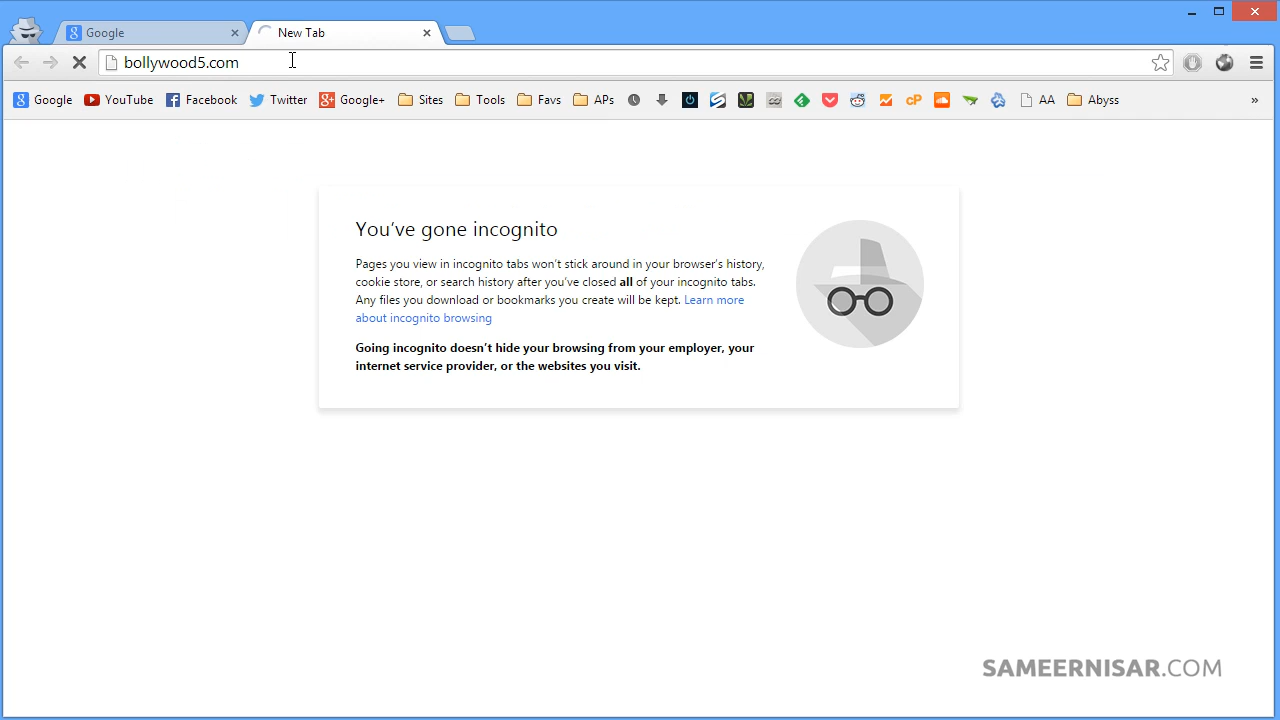 Google
New Tab
bollywood5.com
Google YouTube Facebook Twitter Google+ Sites Tools Favs APs cP AA Abyss »
You've gone incognito
Pages you view in incognito tabs won't stick around in your browser's history,
cookie store, or search history after you've closed all of your incognito tabs.
Any files you download or bookmarks you create will be kept. Learn more
about incognito browsing
Going incognito doesn't hide your browsing from your employer, your
internet service provider, or the websites you visit.
SAMEERNISAR.COM